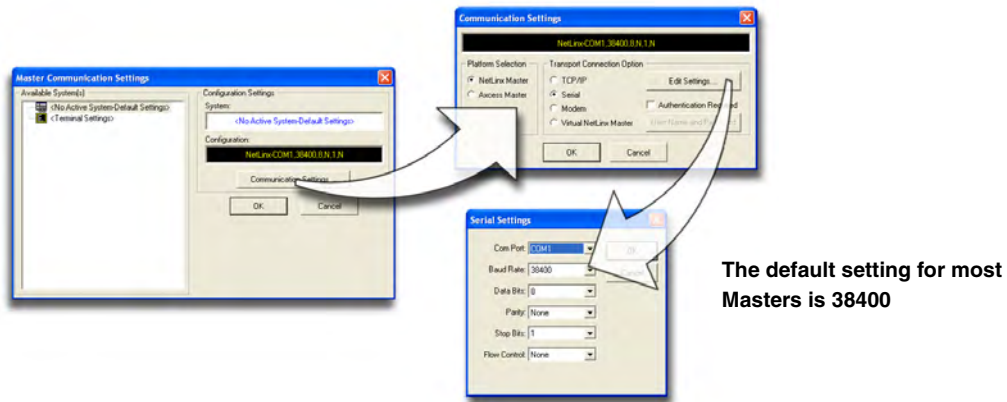 Master Communication Settings
Available System(s)
<No Active System-Default Settings>
<Terminal Settings>
Configuration Settings
System:
<No Active System-Default Settings>
Configuration:
NetLinx-COM1,38400,8,N,1,N
Communication Settings ...
OK
Cancel
Communication Settings
NetLinx-COM1,38400,8,N,1,N
Platform Selection
NetLinx Master
Axcess Master
Transport Connection Option
TCP/IP
Serial
Modem
Virtual NetLinx Master
Edit Settings...
Authentication Required
User Name and
OK
Cancel
Serial Settings
Com Port: COM1
Baud Rate: 38400
Data Bits: 8
Parity: None
Stop Bits: 1
Flow Control: None
OK
Cancel
The default setting for most
Masters is 38400